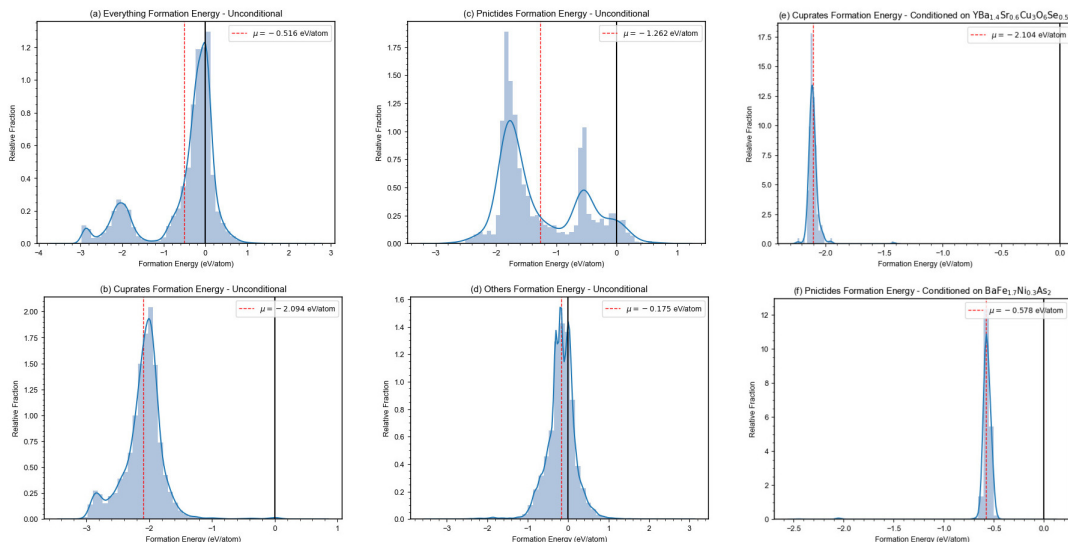 (a) Everything Formation Energy - Unconditional
μ = −0.516 eV/atom
1.2
1.0
0.8
0.6
0.4
0.2
0.0
Relative Fraction
−4 −3 −2 −1 0 1 2 3
Formation Energy (eV/atom)
(c) Pnictides Formation Energy - Unconditional
μ = −1.262 eV/atom
2.00
1.75
1.50
1.25
1.00
0.75
0.50
0.25
0.00
Relative Fraction
−3 −2 −1 0 1
Formation Energy (eV/atom)
(e) Cuprates Formation Energy - Conditioned on YBa1.4Sr0.6Cu3O6Se0.5
μ = −2.104 eV/atom
17.5
15.0
12.5
10.0
7.5
5.0
2.5
0.0
Relative Fraction
−2.0 −1.5 −1.0 −0.5 0.0
Formation Energy (eV/atom)
(b) Cuprates Formation Energy - Unconditional
μ = −2.094 eV/atom
2.00
1.75
1.50
1.25
1.00
0.75
0.50
0.25
0.00
Relative Fraction
−3 −2 −1 0 1
Formation Energy (eV/atom)
(d) Others Formation Energy - Unconditional
μ = −0.175 eV/atom
1.6
1.4
1.2
1.0
0.8
0.6
0.4
0.2
0.0
Relative Fraction
−3 −2 −1 0 1 2 3
Formation Energy (eV/atom)
(f) Pnictides Formation Energy - Conditioned on BaFe1.7Ni0.3As2
μ = −0.578 eV/atom
12
10
8
6
4
2
0
Relative Fraction
−2.5 −2.0 −1.5 −1.0 −0.5 0.0
Formation Energy (eV/atom)